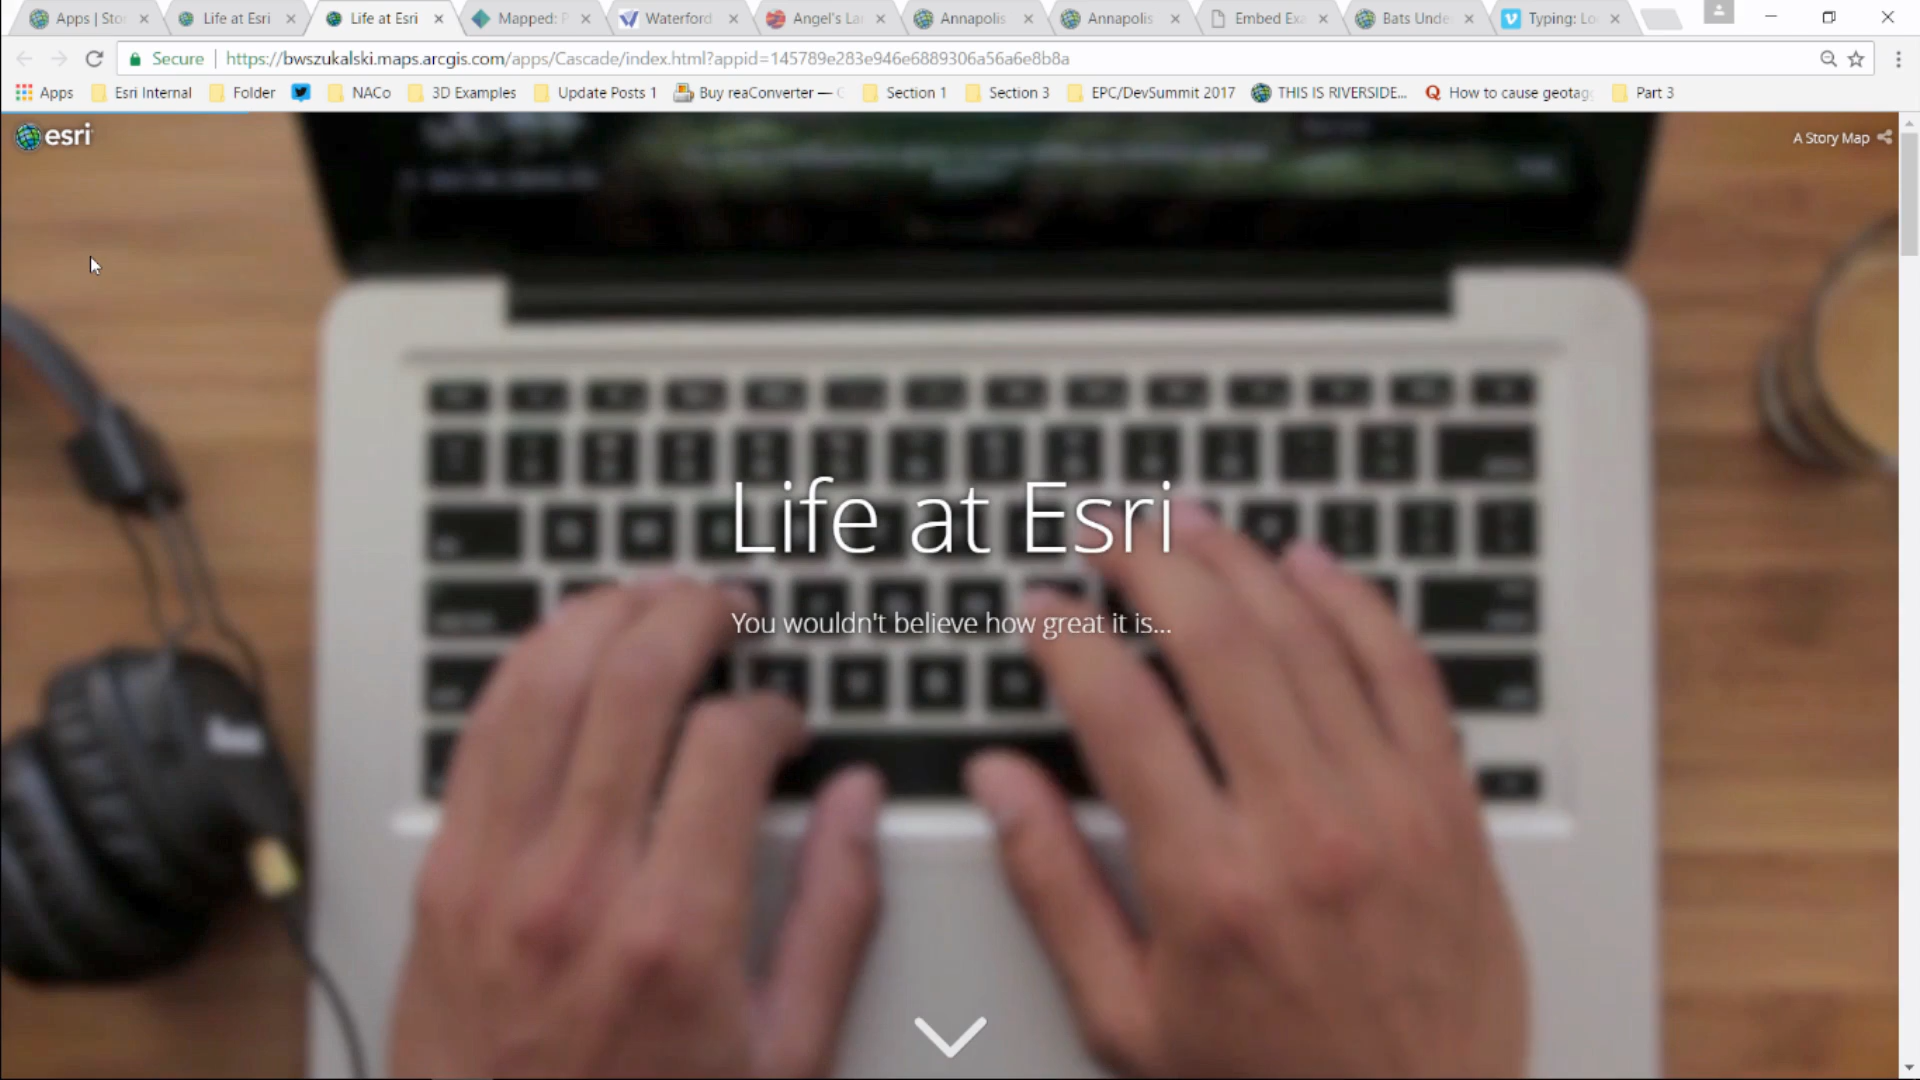 Apps | Sto
Life at Esri
Life at Esri
Mapped: P
Waterford
Angel's La
Annapolis
Annapolis
Embed Exa
Bats Unde
Typing: Lo
Secure
https://bwszukalski.maps.arcgis.com/apps/Cascade/index.html?appid=145789e283e946e6889306a56a6e8b8a
Apps
Esri Internal
Folder
NACo
3D Examples
Update Posts 1
Buy reaConverter —
Section 1
Section 3
EPC/DevSummit 2017
THIS IS RIVERSIDE...
How to cause geotag
Part 3
esri
A Story Map
Life at Esri
You wouldn't believe how great it is...